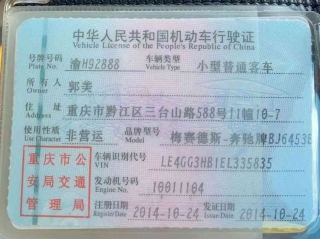 中华人民共和国机动车行驶证
Vehicle License of the People's Republic of China
号牌号码 渝H92888 车辆类型 小型普通客车
Plate No. Vehicle Type
所有人 郭美
Owner
住址 重庆市黔江区三台山路588号11幢10-7
Address
使用性质 非营运 品牌型号 梅赛德斯-奔驰牌BJ6453B
Use Character Model
重庆市公安局交通管理局
车辆识别代号 LE4GG3HB1EL335835
VIN
发动机号码 10011104
Engine No.
注册日期 2014-10-24 发证日期 2014-10-24
Register Date Issue Date